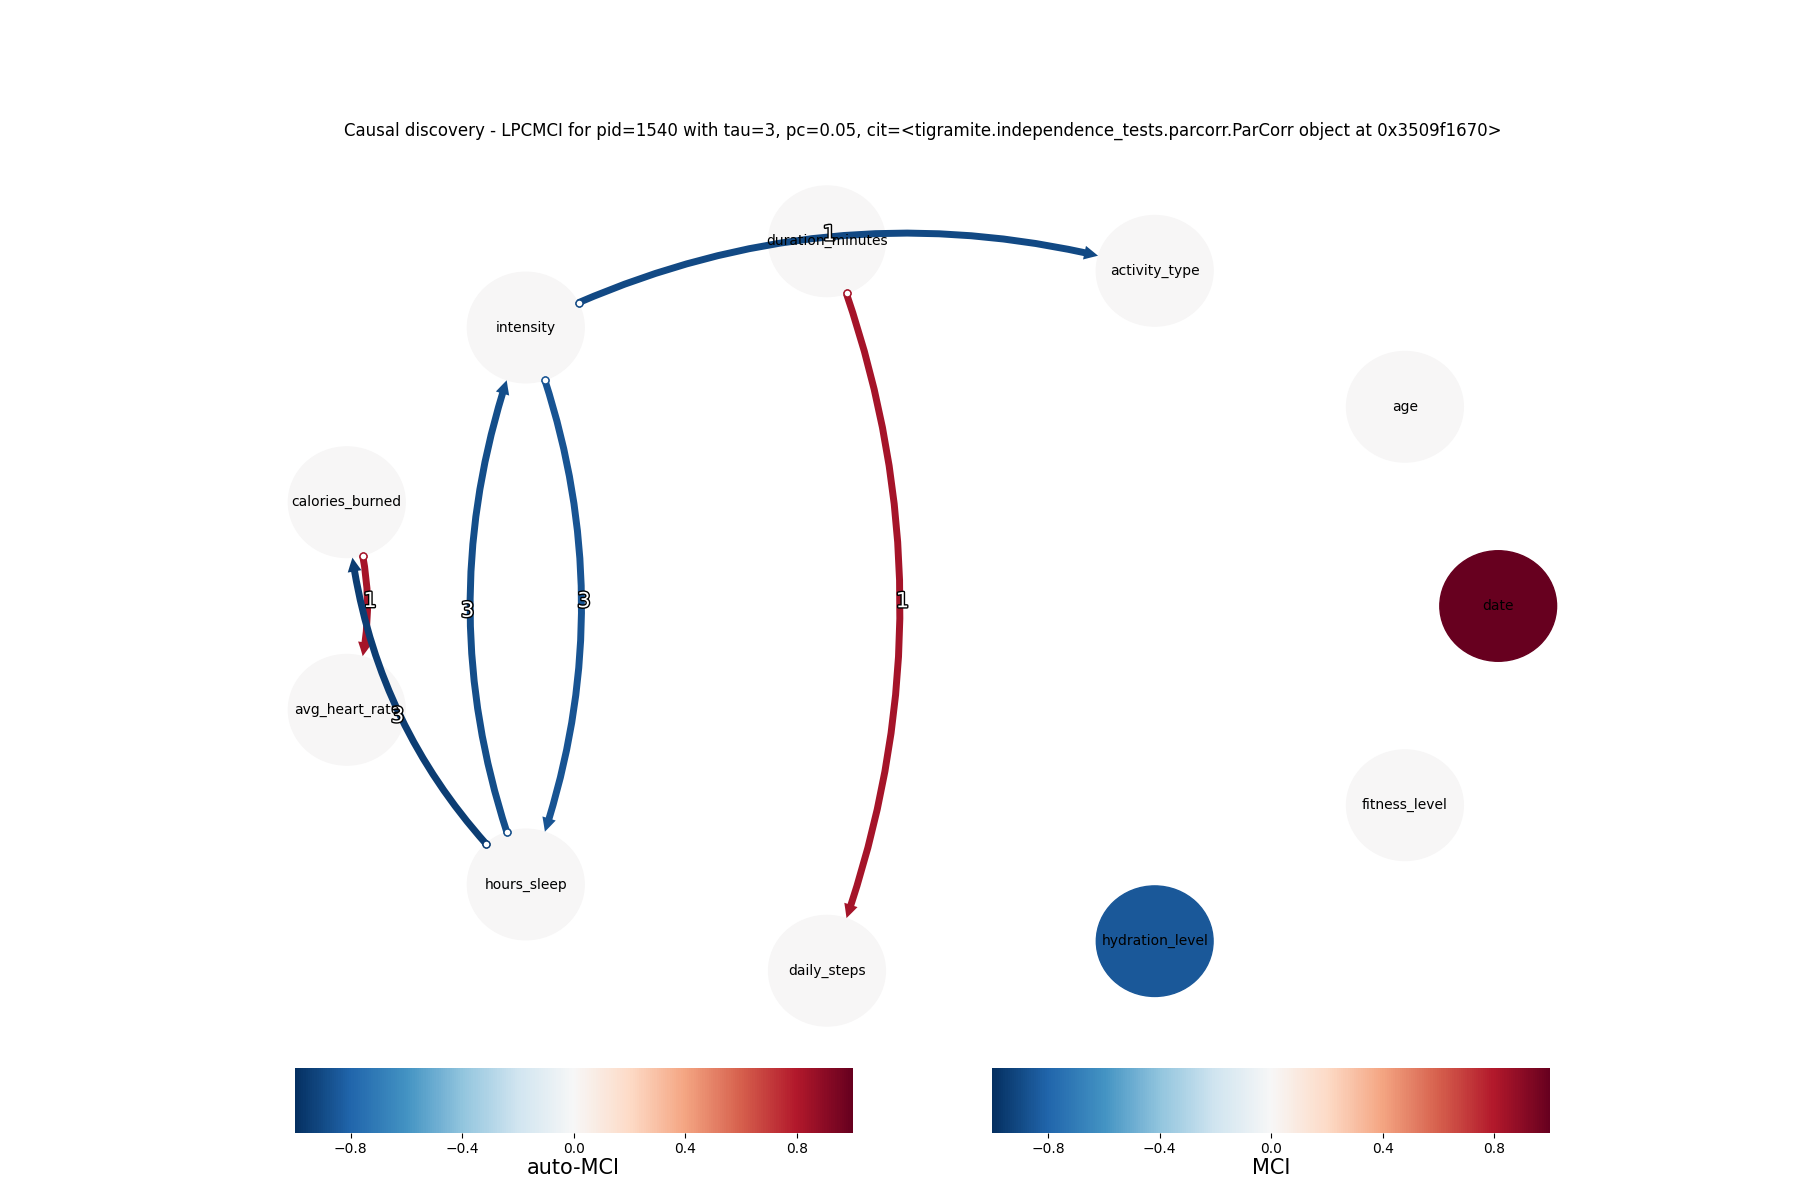 Causal discovery - LPCMCI for pid=1540 with tau=3, pc=0.05, cit=<tigramite.independence_tests.parcorr.ParCorr object at 0x3509f1670>
1
duration_minutes
activity_type
intensity
age
calories_burned
1
3
3
1
date
avg_heart_rate
3
fitness_level
hours_sleep
hydration_level
daily_steps
−0.8 −0.4 0.0 0.4 0.8
auto-MCI
−0.8 −0.4 0.0 0.4 0.8
MCI